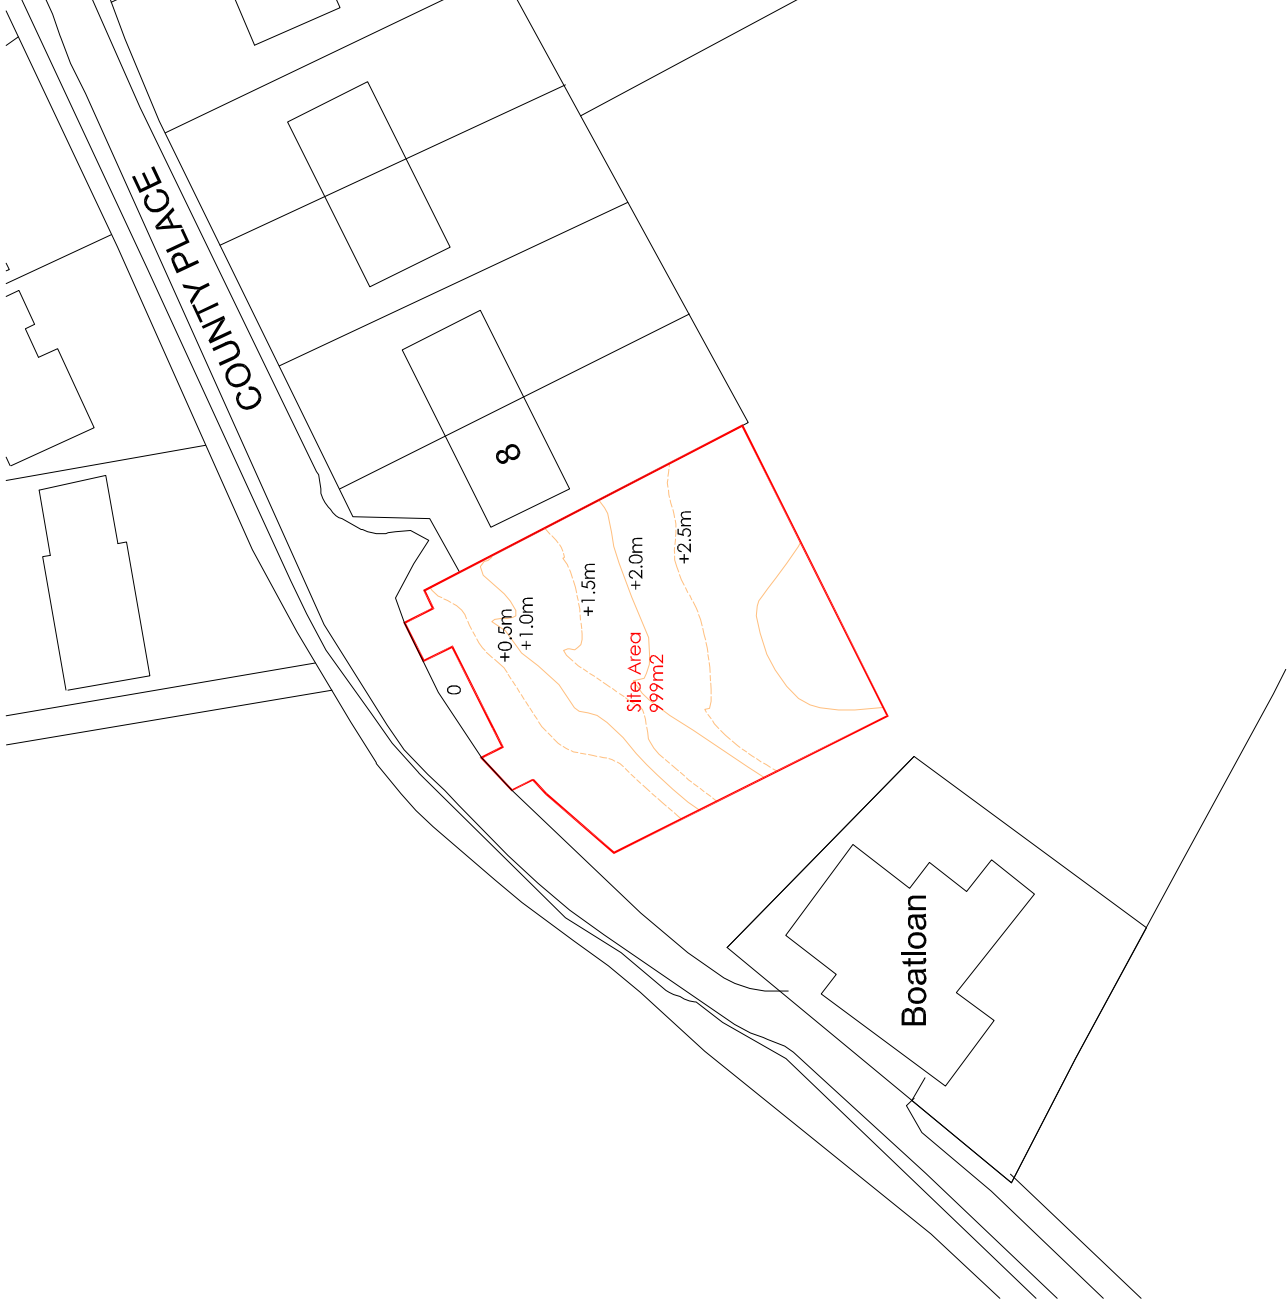 COUNTY PLACE
8
+2.5m
+2.0m
+1.5m
+1.0m
+0.5m
Site Area
999m2
0
Boatloan